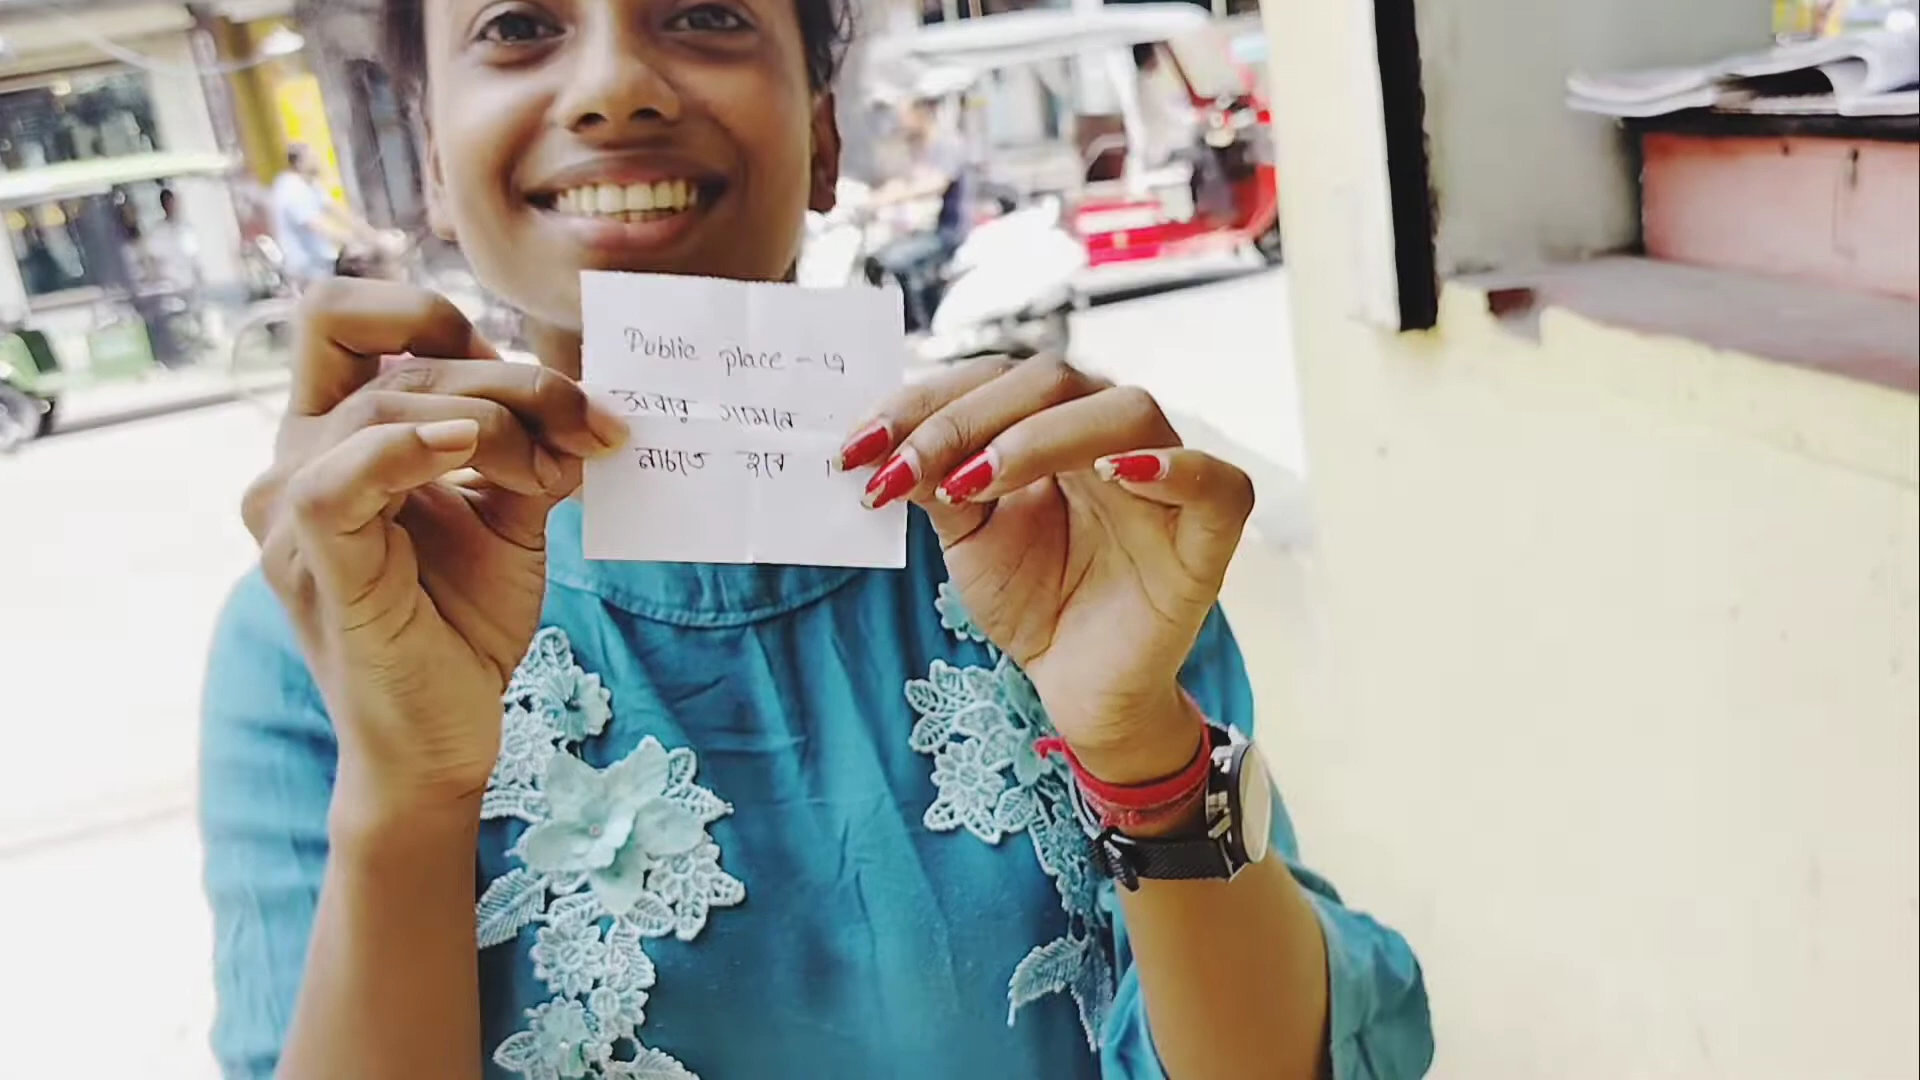 Public place - এ
সবার সামনে
নাচতে হবে ।